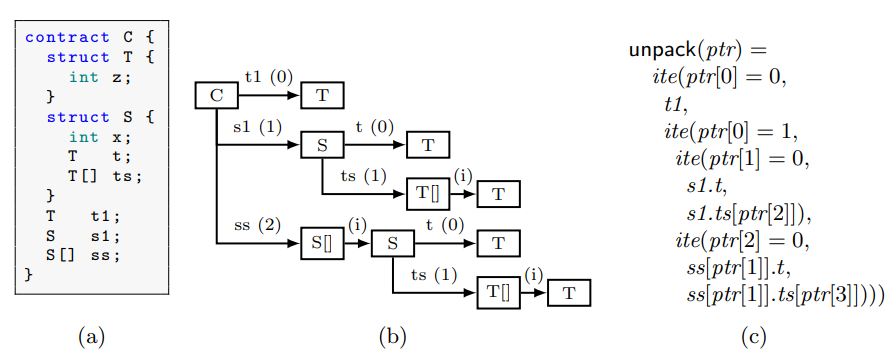 contract C {
struct T {
int z;
}
struct S {
int x;
T t;
T[] ts;
}
T t1;
S s1;
S[] ss;
}
(a)
C t1 (0) T
s1 (1) S t (0) T
ts (1) T[] (i) T
ss (2) S[] (i) S t (0) T
ts (1) T[] (i) T
(b)
unpack(ptr) =
ite(ptr[0] = 0,
t1,
ite(ptr[0] = 1,
ite(ptr[1] = 0,
s1.t,
s1.ts[ptr[2]]),
ite(ptr[2] = 0,
ss[ptr[1]].t,
ss[ptr[1]].ts[ptr[3]])))
(c)